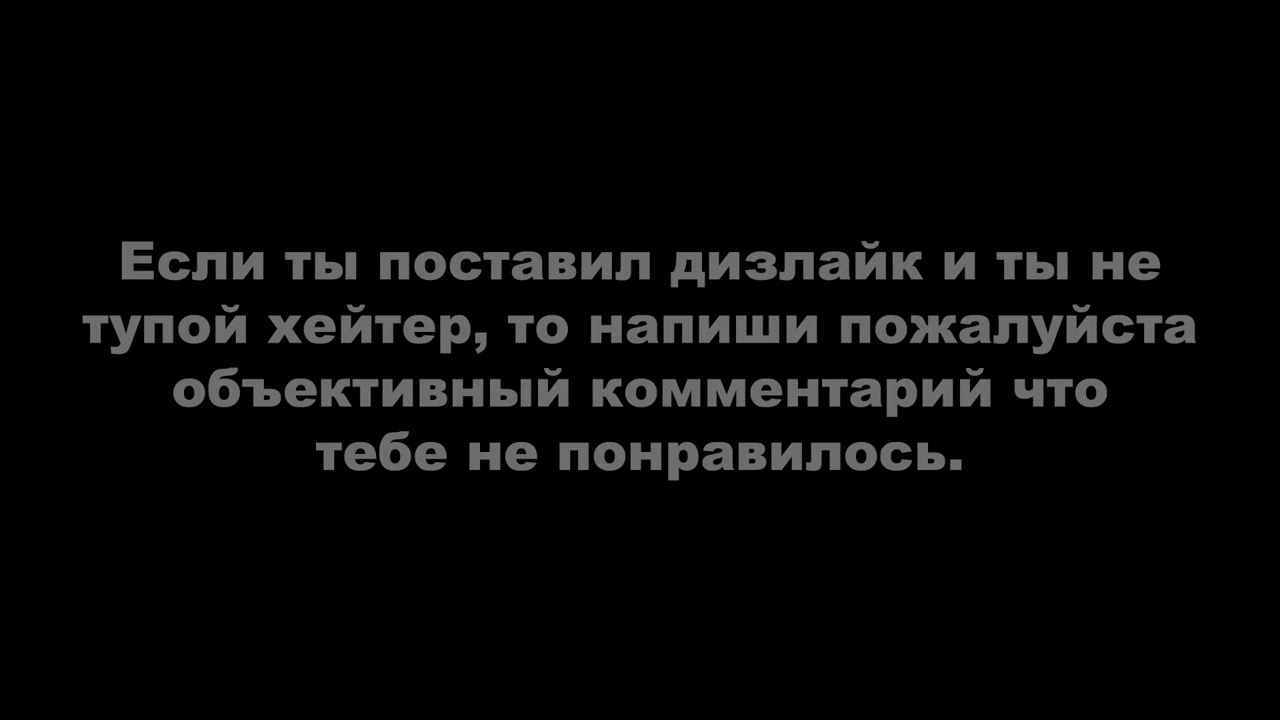 Если ты поставил дизлайк и ты не
тупой хейтер, то напиши пожалуйста
объективный комментарий что
тебе не понравилось.